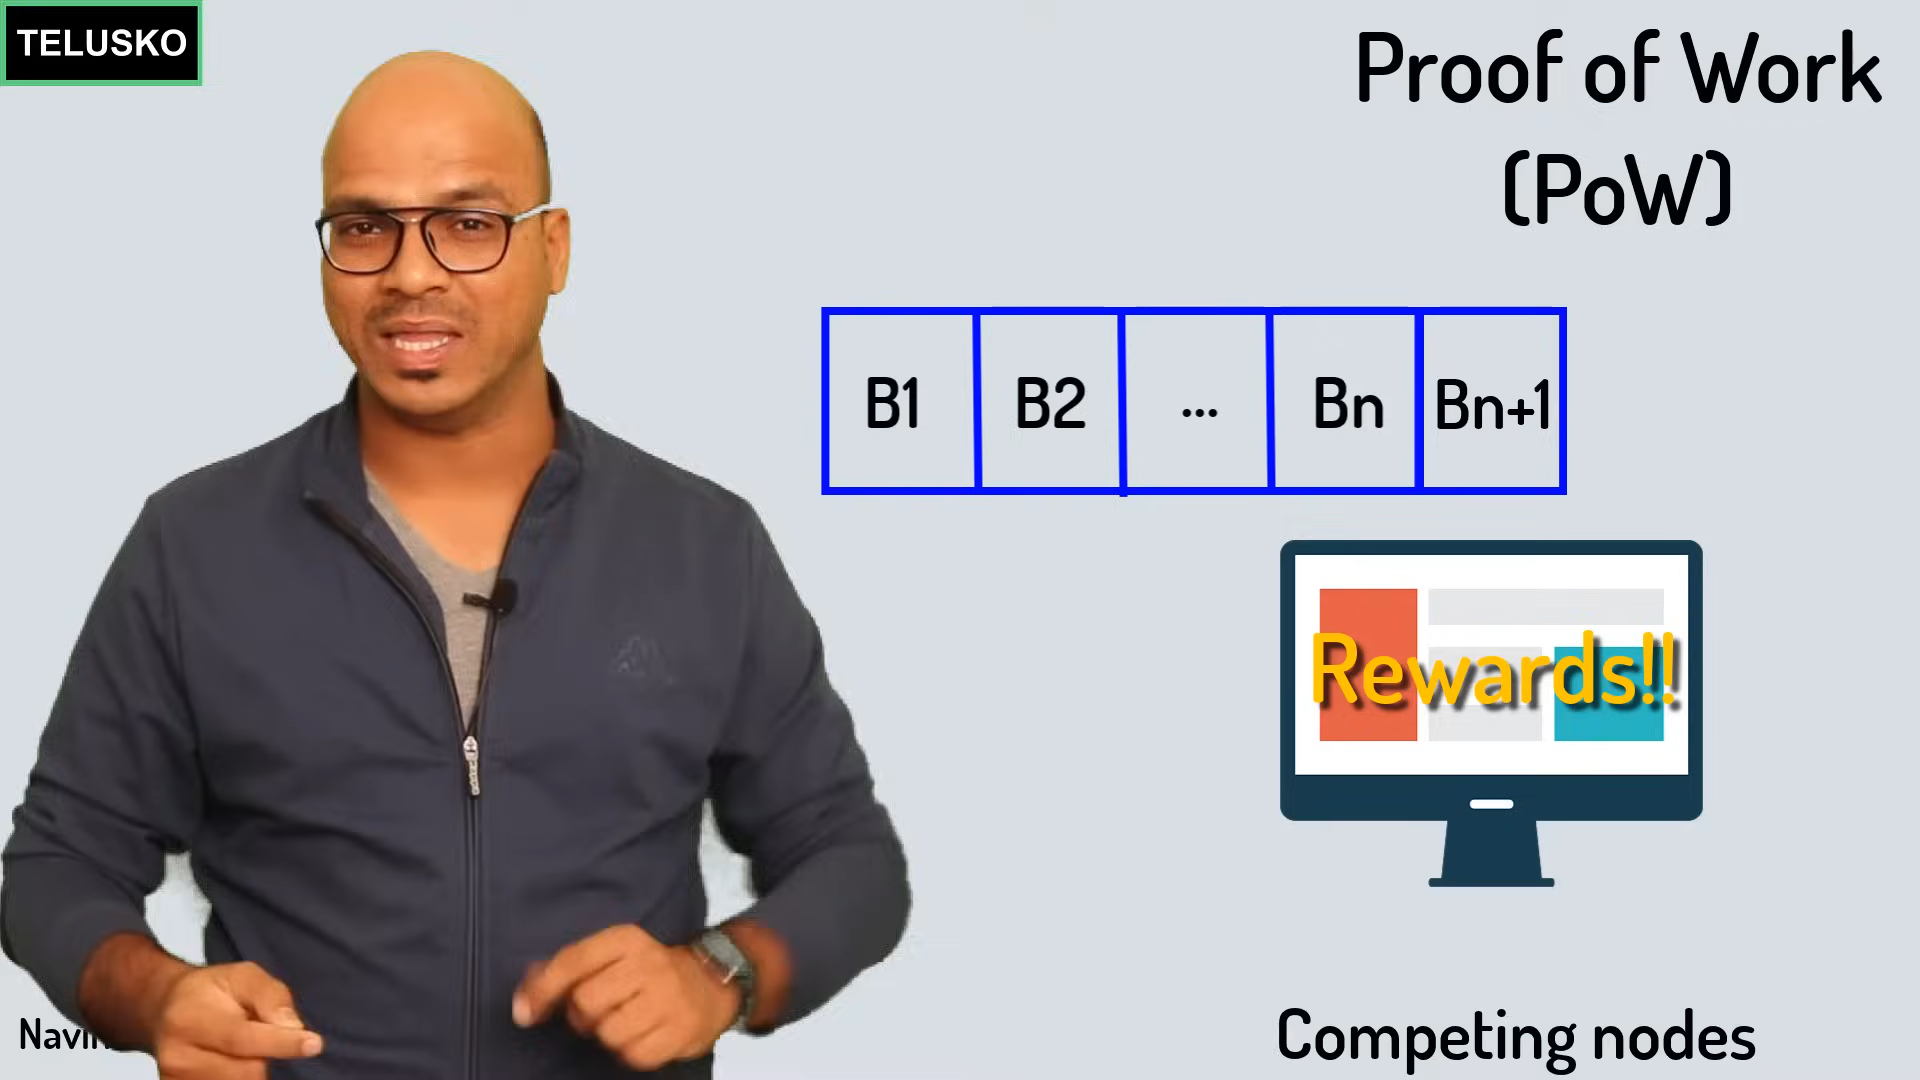 TELUSKO
Proof of Work
(PoW)
B1 B2 ... Bn Bn+1
Rewards!!
Competing nodes